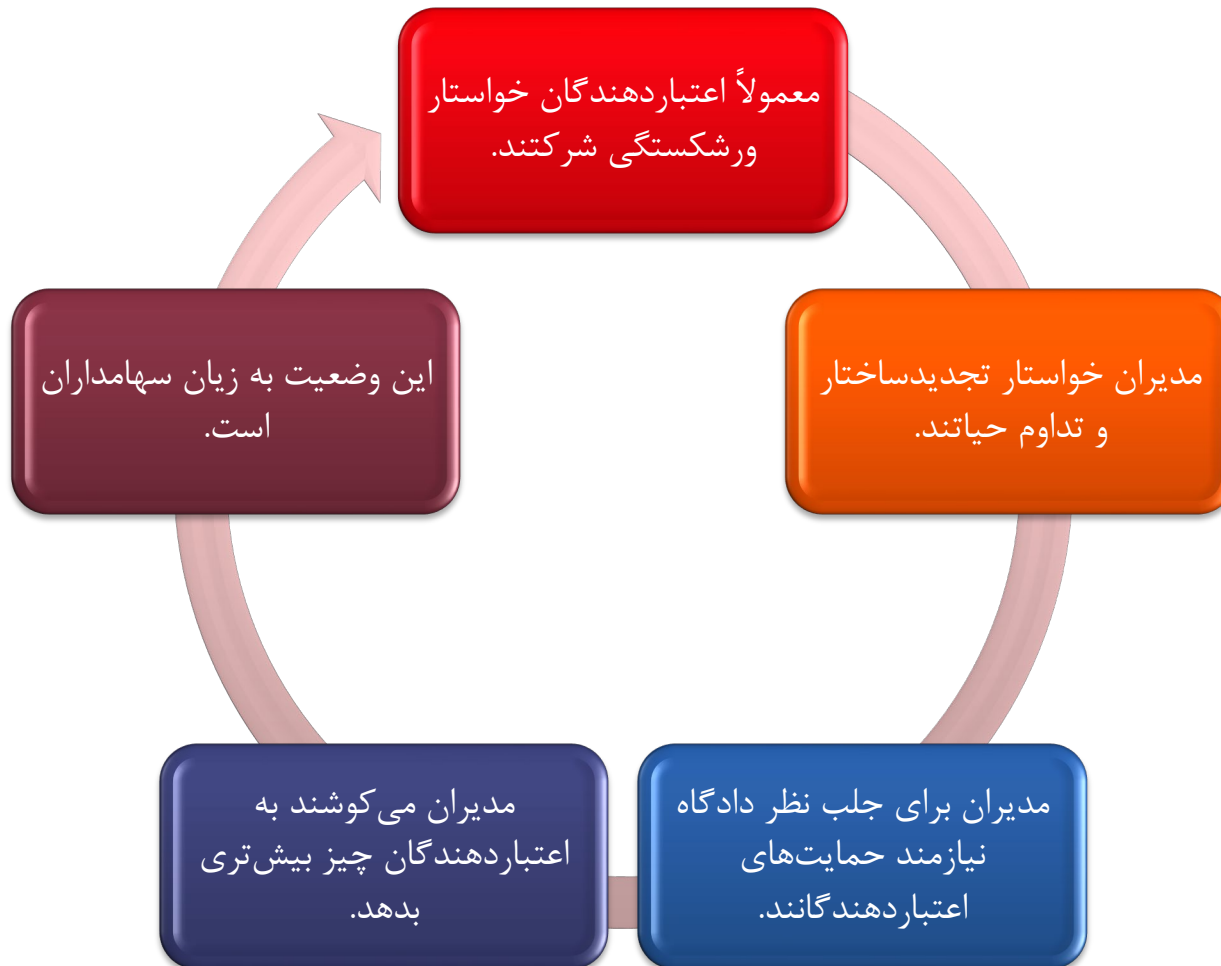 معمولاً اعتباردهندگان خواستار
ورشکستگی شرکتند.
مدیران خواستار تجدیدساختار
و تداوم حیاتند.
مدیران برای جلب نظر دادگاه
نیازمند حمایت‌های
اعتباردهندگانند.
مدیران می‌کوشند به
اعتباردهندگان چیز بیش‌تری
بدهد.
این وضعیت به زیان سهامداران
است.